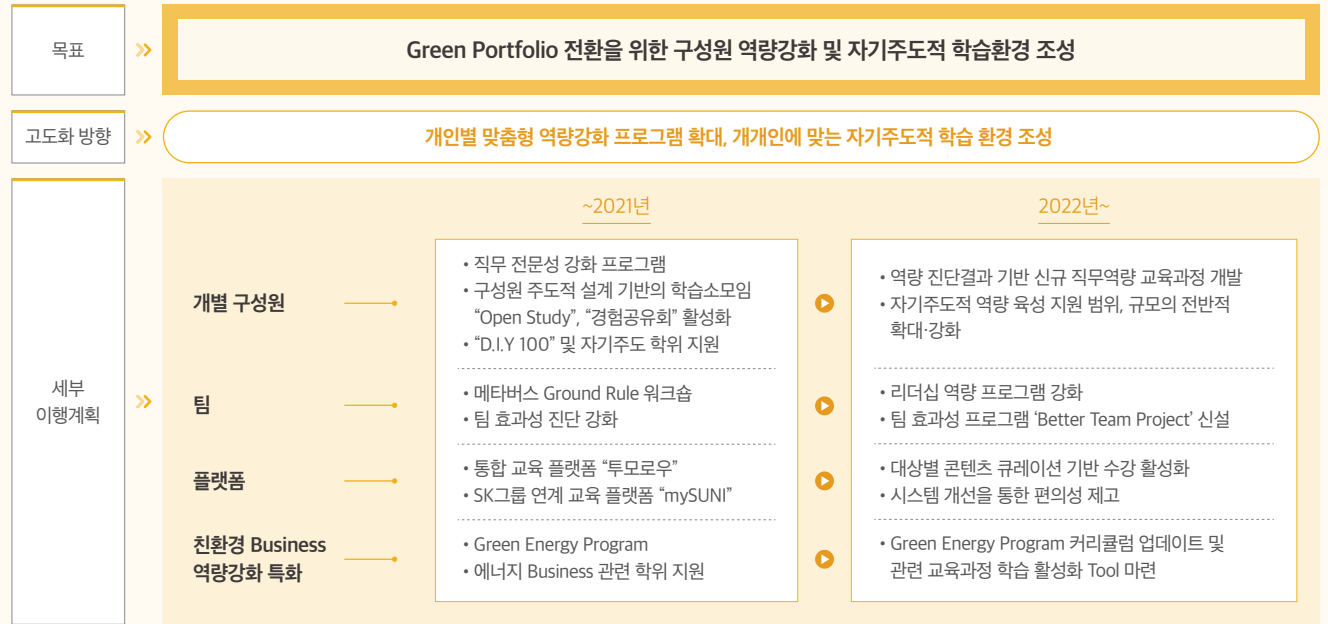 목표
Green Portfolio 전환을 위한 구성원 역량강화 및 자기주도적 학습환경 조성
고도화 방향
개인별 맞춤형 역량강화 프로그램 확대, 개개인에 맞는 자기주도적 학습 환경 조성
세부
이행계획
~2021년
2022년~
개별 구성원
• 직무 전문성 강화 프로그램
• 구성원 주도적 설계 기반의 학습소모임
“Open Study”, “경험공유회” 활성화
• “D.I.Y 100” 및 자기주도 학위 지원
• 역량 진단결과 기반 신규 직무역량 교육과정 개발
• 자기주도적 역량 육성 지원 범위, 규모의 전반적
확대·강화
팀
• 메타버스 Ground Rule 워크숍
• 팀 효과성 진단 강화
• 리더십 역량 프로그램 강화
• 팀 효과성 프로그램 ‘Better Team Project’ 신설
플랫폼
• 통합 교육 플랫폼 “투모로우”
• SK그룹 연계 교육 플랫폼 “mySUNI”
• 대상별 콘텐츠 큐레이션 기반 수강 활성화
• 시스템 개선을 통한 편의성 제고
친환경 Business
역량강화 특화
• Green Energy Program
• 에너지 Business 관련 학위 지원
• Green Energy Program 커리큘럼 업데이트 및
관련 교육과정 학습 활성화 Tool 마련